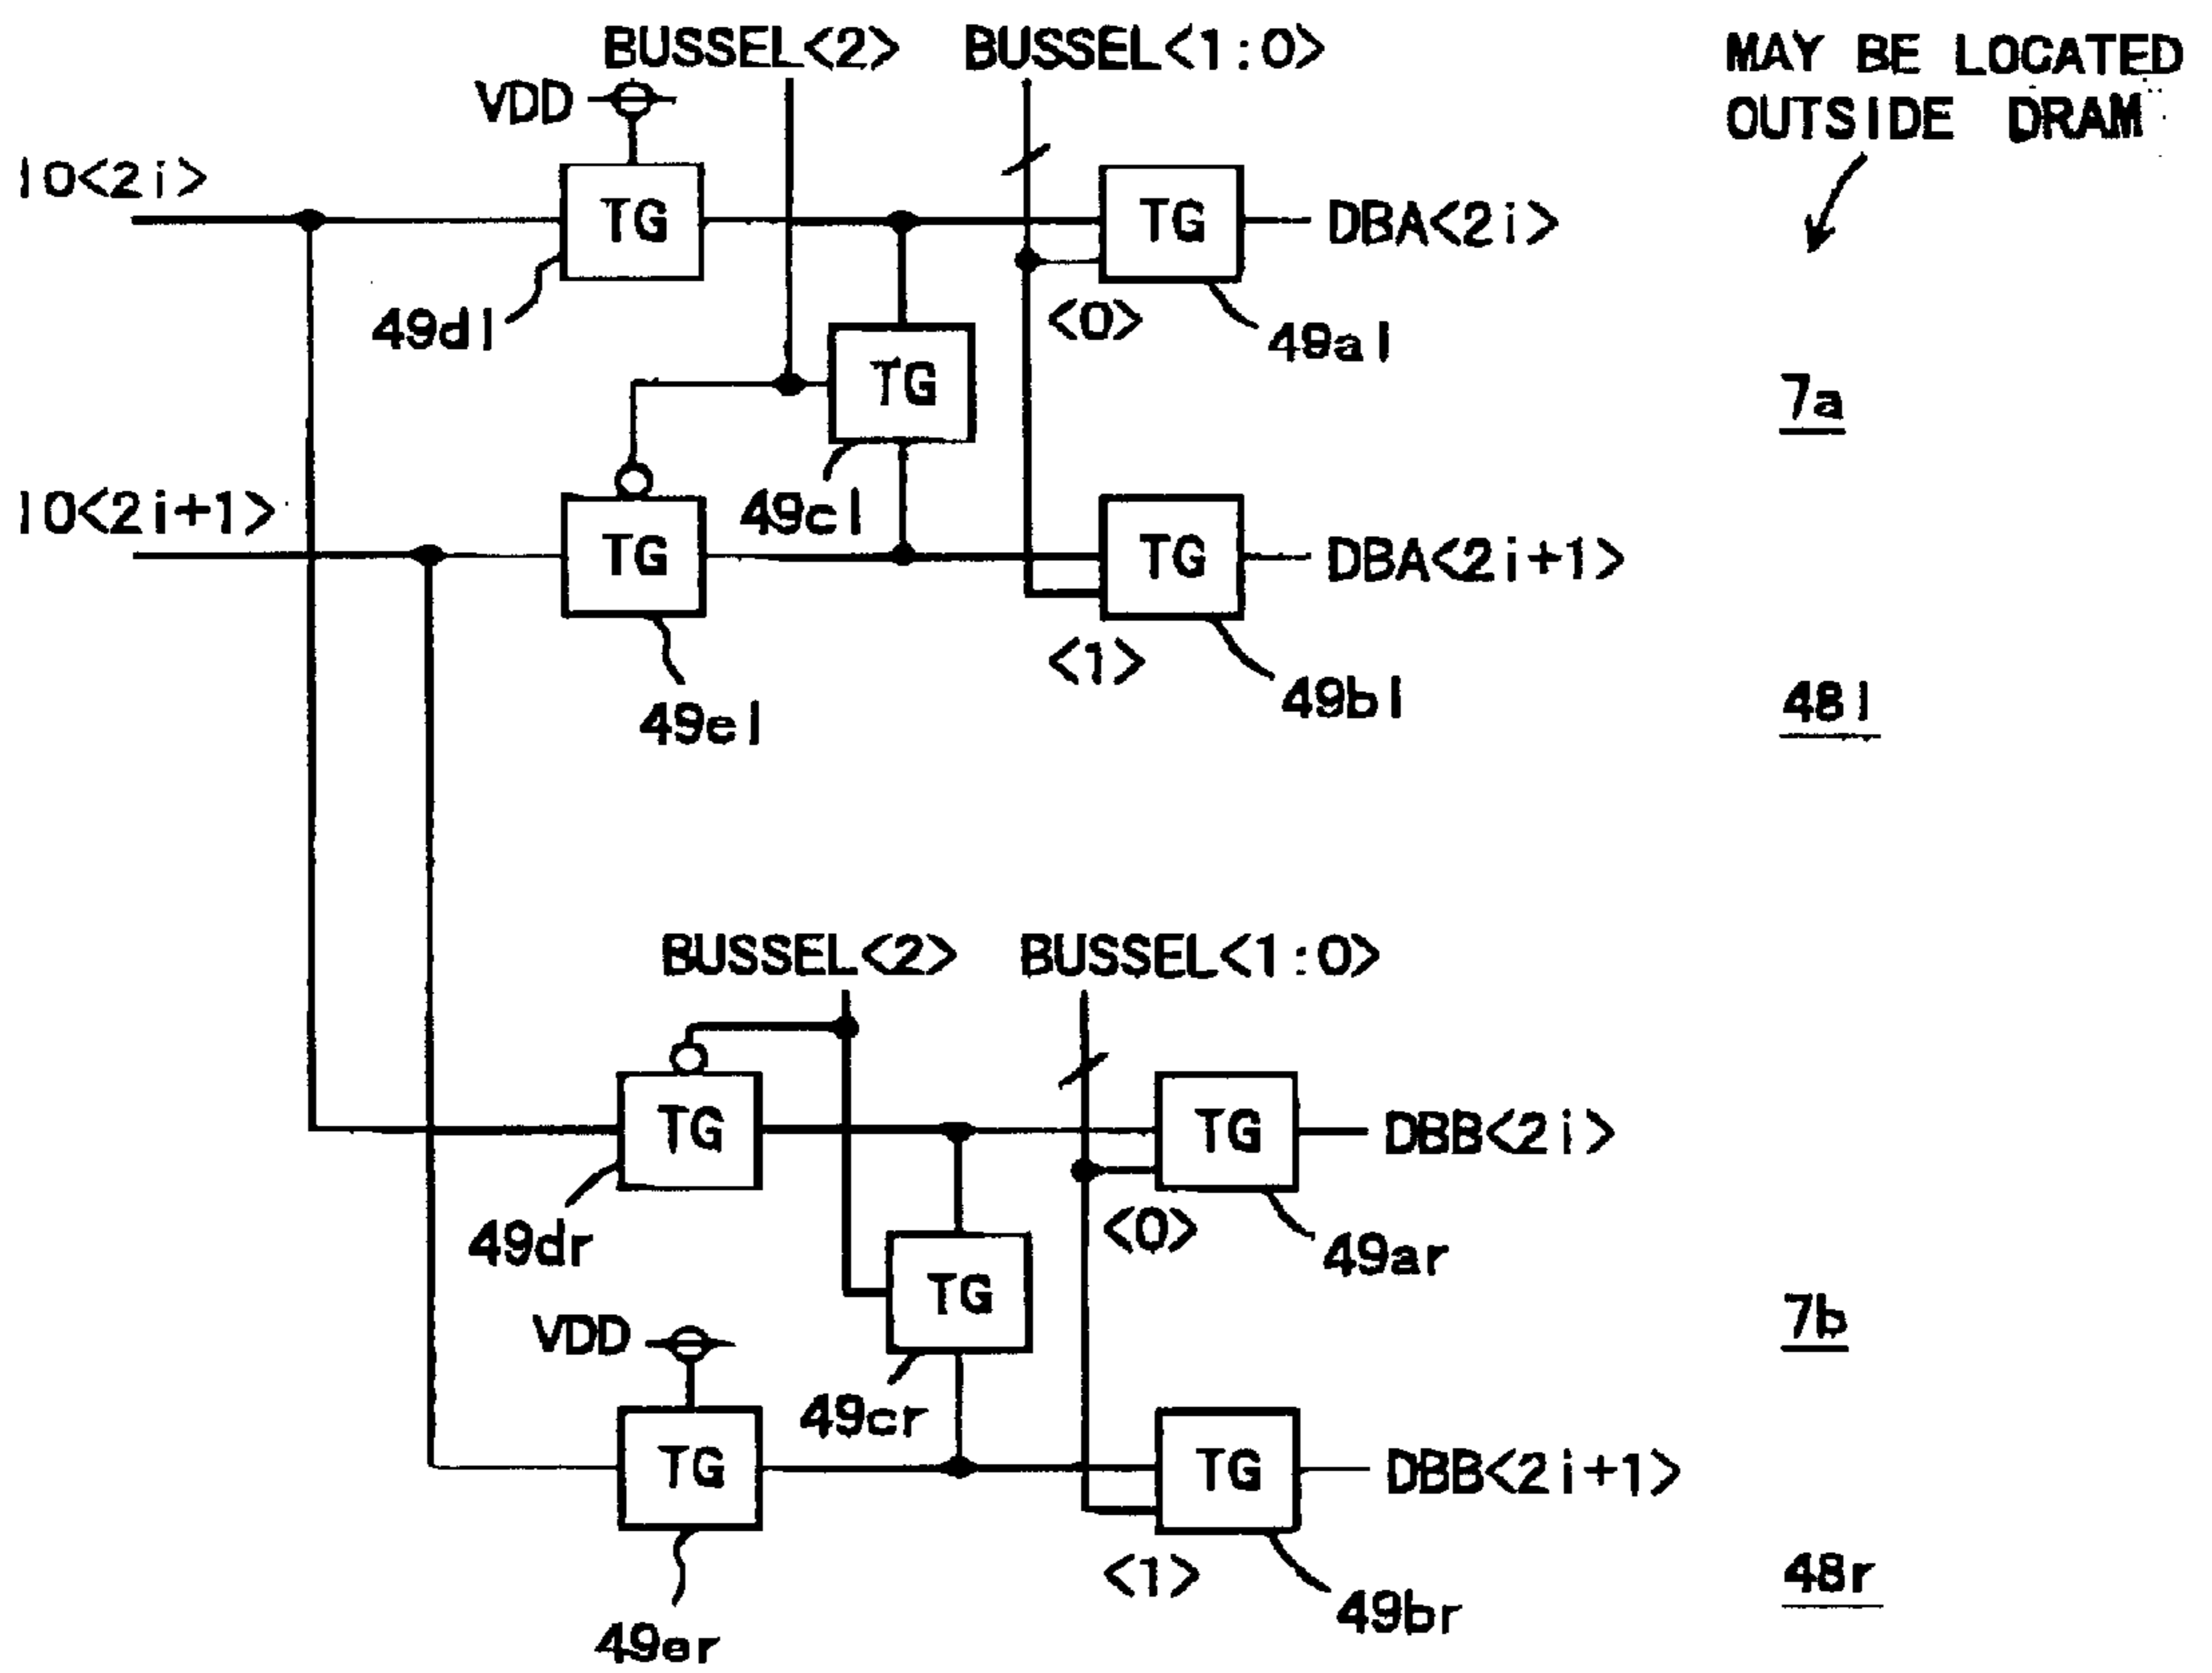 BUSSEL<2> BUSSEL<1:0>
MAY BE LOCATED
OUTSIDE DRAM
VDD
IO<2i>
TG
TG
DBA<2i>
49dl
<0>
49al
TG
7a
IO<2i+1>
49cl
TG
TG
DBA<2i+1>
<1>
49el
49bl
48l
BUSSEL<2> BUSSEL<1:0>
TG
TG
DBB<2i>
49dr
<0>
49ar
TG
7b
VDD
49cr
TG
TG
DBB<2i+1>
<1>
49er
49br
48r